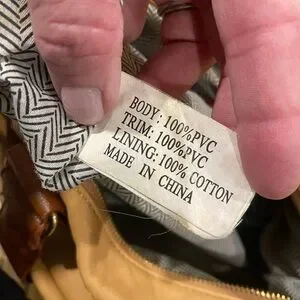 BODY: 100%PVC
TRIM: 100%PVC
LINING: 100% COTTON
MADE IN CHINA